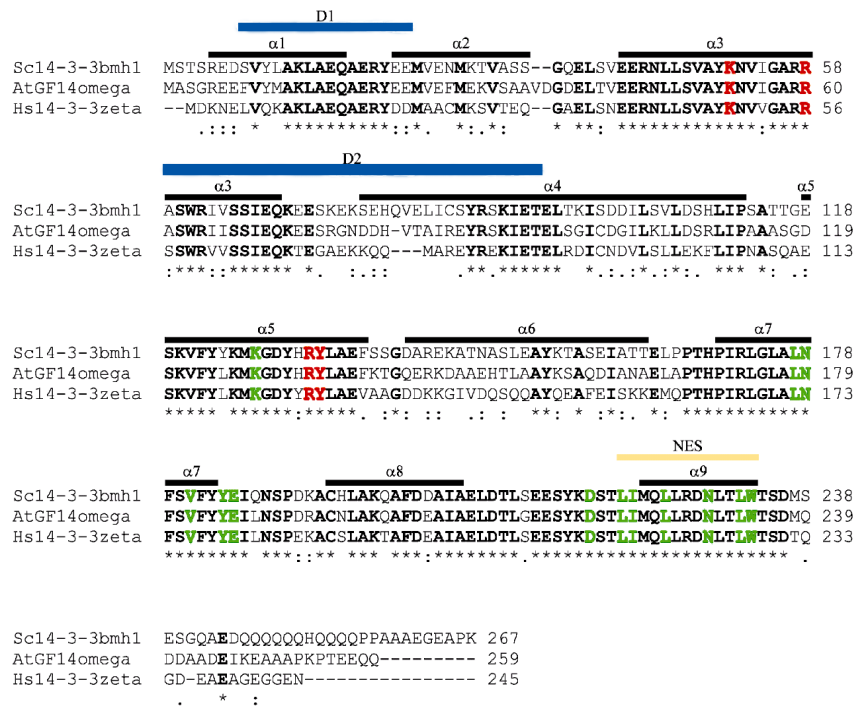 D1
α1 α2 α3
Sc14-3-3bmh1 MSTSREDSVYLAKLAEQAERYEEMVENMKTVASS--GQELSVEERNLLSVAYKNVIGARR 58
AtGF14omega MASGREEFVYMAKLAEQAERYEEMVEFMEKVSAAVDGDELTVEERNLLSVAYKNVIGARR 60
Hs14-3-3zeta --MDKNELVQKAKLAEQAERYDDMAACMKSVTEQ--GAELSNEERNLLSVAYKNVVGARR 56
.:: * **********::*. *:.* * **: *************:****
D2
α3 α4 α5
Sc14-3-3bmh1 ASWRIVSSIEQKEESKEKSEHQVELICSYRSKIETELTKISDDILSVLDSHLIPSATTGE 118
AtGF14omega ASWRIISSIEQKEESRGNDDH-VTAIREYRSKIETELSGICDGILKLLDSRLIPAAASGD 119
Hs14-3-3zeta SSWRVVSSIEQKTEGAEKKQQ---MAREYREKIETELRDICNDVLSLLEKFLIPNASQAE 113
:***::****** *. :.:: .**.****** *.:.:*.:*:. *** *: .:
α5 α6 α7
Sc14-3-3bmh1 SKVFYYKMKGDYHRYLAEFSSGDAREKATNASLEAYKTASEIATTELPPTHPIRLGLALN 178
AtGF14omega SKVFYLKMKGDYHRYLAEFKTGQERKDAAEHTLAAYKSAQDIANAELAPTHPIRLGLALN 179
Hs14-3-3zeta SKVFYLKMKGDYYRYLAEVAAGDDKKGIVDQSQQAYQEAFEISKKEMQPTHPIRLGLALN 173
***** ******:*****. :*: :: .: : **: * :*:. *: ************
NES
α7 α8 α9
Sc14-3-3bmh1 FSVFYYEIQNSPDKACHLAKQAFDDAIAELDTLSEESYKDSTLIMQLLRDNLTLWTSDMS 238
AtGF14omega FSVFYYEILNSPDRACNLAKQAFDEAIAELDTLGEESYKDSTLIMQLLRDNLTLWTSDMQ 239
Hs14-3-3zeta FSVFYYEILNSPEKACSLAKTAFDEAIAELDTLSEESYKDSTLIMQLLRDNLTLWTSDTQ 233
******** ***::** *** ***:********.************************ .
Sc14-3-3bmh1 ESGQAEDQQQQQQHQQQQPPAAAEGEAPK 267
AtGF14omega DDAADEIKEAAAPKPTEEQQ--------- 259
Hs14-3-3zeta GD-EAEAGEGGEN---------------- 245
. * :